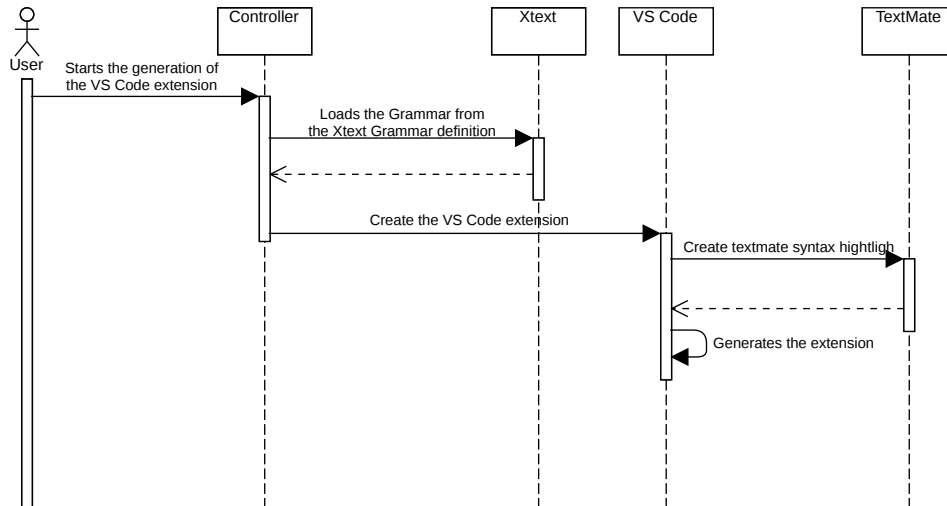 Controller
Xtext
VS Code
TextMate
User
Starts the generation of
the VS Code extension
Loads the Grammar from
the Xtext Grammar definition
Create the VS Code extension
Create textmate syntax hightligh
Generates the extension